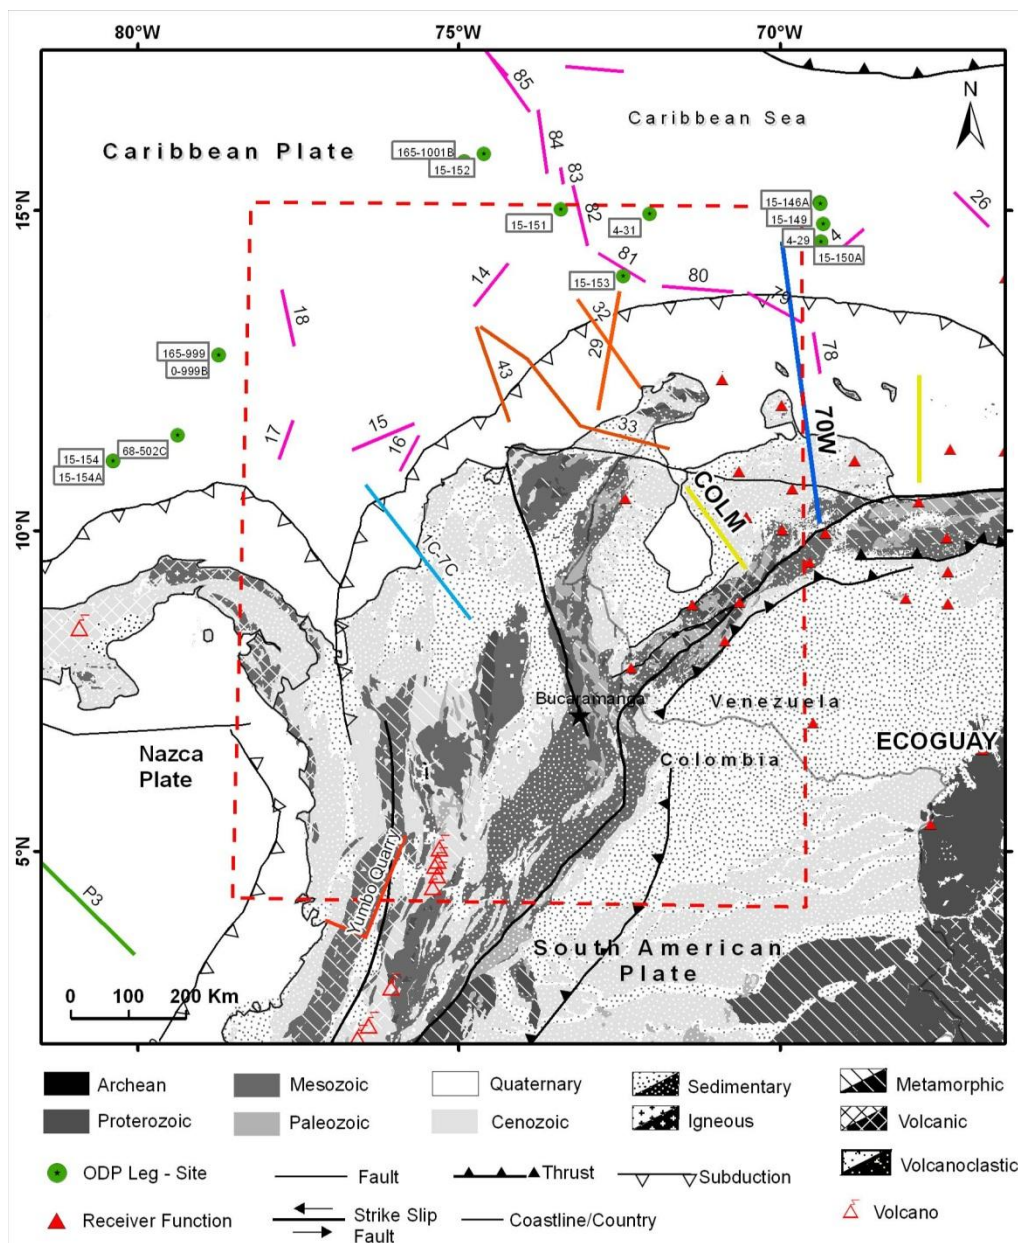 80°W 75°W 70°W
N
85
Caribbean Sea
84
Caribbean Plate
165-1001B
15-152
83
26
15°N
82
15-151
4-31
15-146A
15-149
4
4-29
15-150A
81
14
15-153
80
79
18
32
29
78
165-999
0-999B
43
17
15
16
33
70W
68-502C
15-154
15-154A
COLM
10°N
1C-7C
Bucaramanga
Venezuela
Nazca
Plate
Colombia
ECOGUAY
5°N
Yumbo Quarry
P3
South American
Plate
0 100 200 Km
Archean
Mesozoic
Quaternary
Sedimentary
Metamorphic
Proterozoic
Paleozoic
Cenozoic
Igneous
Volcanic
ODP Leg - Site
Fault
Thrust
Subduction
Volcanoclastic
Receiver Function
Strike Slip
Fault
Coastline/Country
Volcano